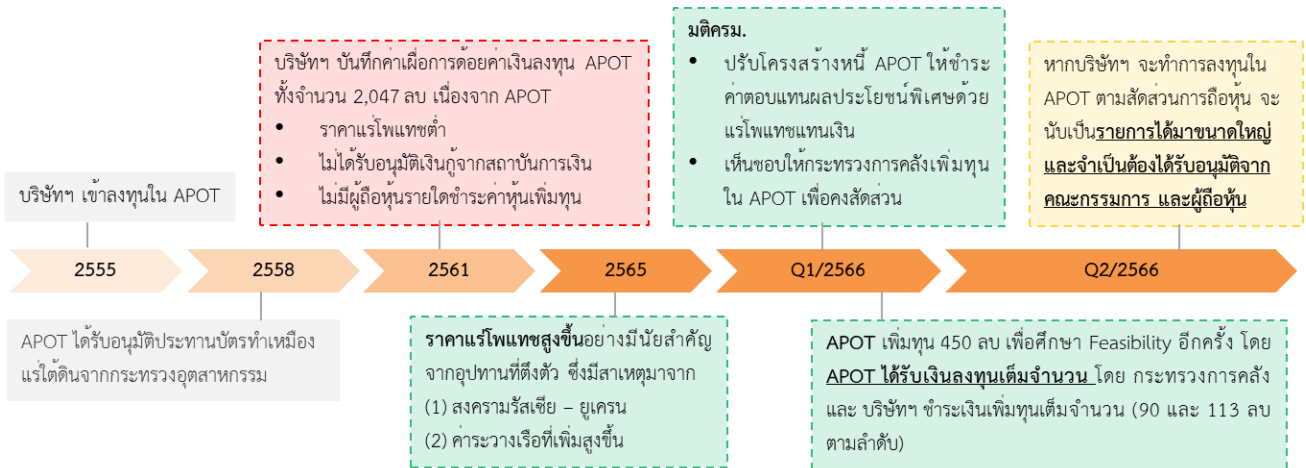 บริษัทฯ บันทึกค่าเผื่อการด้อยค่าเงินลงทุน APOT
ทั้งจำนวน 2,047 ลบ เนื่องจาก APOT
• ราคาแร่โพแทชต่ำ
• ไม่ได้รับอนุมัติเงินกู้จากสถาบันการเงิน
• ไม่มีผู้ถือหุ้นรายใดชำระค่าหุ้นเพิ่มทุน
มติครม.
• ปรับโครงสร้างหนี้ APOT ให้ชำระ
ค่าตอบแทนผลประโยชน์พิเศษด้วย
แร่โพแทชแทนเงิน
• เห็นชอบให้กระทรวงการคลังเพิ่มทุน
ใน APOT เพื่อคงสัดส่วน
หากบริษัทฯ จะทำการลงทุนใน
APOT ตามสัดส่วนการถือหุ้น จะ
นับเป็นรายการได้มาขนาดใหญ่
และจำเป็นต้องได้รับอนุมัติจาก
คณะกรรมการ และผู้ถือหุ้น
บริษัทฯ เข้าลงทุนใน APOT
2555
2558
2561
2565
Q1/2566
Q2/2566
APOT ได้รับอนุมัติประทานบัตรทำเหมือง
แร่ใต้ดินจากกระทรวงอุตสาหกรรม
ราคาแร่โพแทชสูงขึ้นอย่างมีนัยสำคัญ
จากอุปทานที่ตึงตัว ซึ่งมีสาเหตุมาจาก
(1) สงครามรัสเซีย – ยูเครน
(2) ค่าระวางเรือที่เพิ่มสูงขึ้น
APOT เพิ่มทุน 450 ลบ เพื่อศึกษา Feasibility อีกครั้ง โดย
APOT ได้รับเงินลงทุนเต็มจำนวน โดย กระทรวงการคลัง
และ บริษัทฯ ชำระเงินเพิ่มทุนเต็มจำนวน (90 และ 113 ลบ
ตามลำดับ)